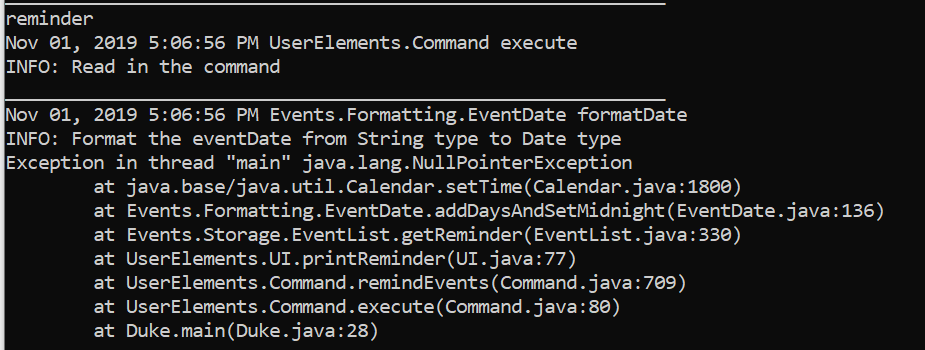 reminder
Nov 01, 2019 5:06:56 PM UserElements.Command execute
INFO: Read in the command
Nov 01, 2019 5:06:56 PM Events.Formatting.EventDate formatDate
INFO: Format the eventDate from String type to Date type
Exception in thread "main" java.lang.NullPointerException
at java.base/java.util.Calendar.setTime(Calendar.java:1800)
at Events.Formatting.EventDate.addDaysAndSetMidnight(EventDate.java:136)
at Events.Storage.EventList.getReminder(EventList.java:330)
at UserElements.UI.printReminder(UI.java:77)
at UserElements.Command.remindEvents(Command.java:709)
at UserElements.Command.execute(Command.java:80)
at Duke.main(Duke.java:28)